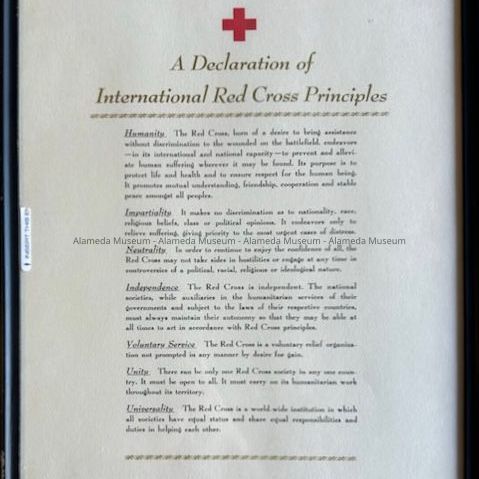 A Declaration of
International Red Cross Principles
Humanity The Red Cross, born of a desire to bring assistance
without discrimination to the wounded on the battlefield, endeavors
—in its international and national capacity—to prevent and allevi-
ate human suffering wherever it may be found. Its purpose is to
protect life and health and to ensure respect for the human being.
It promotes mutual understanding, friendship, cooperation and stable
peace amongst all peoples.
Impartiality It makes no discrimination as to nationality, race,
religious beliefs, class or political opinions. It endeavors only to
relieve suffering, giving priority to the most urgent cases of distress.
Alameda Museum - Alameda Museum - Alameda Museum - Alameda Museum
Neutrality In order to continue to enjoy the confidence of all, the
Red Cross may not take sides in hostilities or engage at any time in
controversies of a political, racial, religious or ideological nature.
Independence The Red Cross is independent. The national
societies, while auxiliaries in the humanitarian services of their
governments and subject to the laws of their respective countries,
must always maintain their autonomy so that they may be able at
all times to act in accordance with Red Cross principles.
Voluntary Service The Red Cross is a voluntary relief organiza-
tion not prompted in any manner by desire for gain.
Unity There can be only one Red Cross society in any one coun-
try. It must be open to all. It must carry on its humanitarian work
throughout its territory.
Universality The Red Cross is a world-wide institution in which
all societies have equal status and share equal responsibilities and
duties in helping each other.